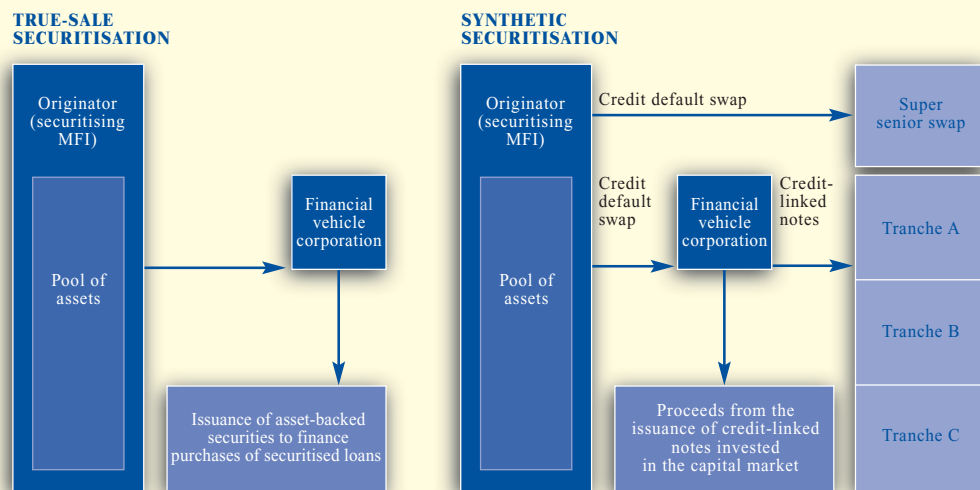 TRUE-SALE
SECURITISATION
Originator
(securitising
MFI)
Pool of
assets
Financial
vehicle
corporation
Issuance of asset-backed
securities to finance
purchases of securitised loans
SYNTHETIC
SECURITISATION
Originator
(securitising
MFI)
Pool of
assets
Credit default swap
Credit
default
swap
Financial
vehicle
corporation
Credit-
linked
notes
Proceeds from the
issuance of credit-linked
notes invested
in the capital market
Super
senior swap
Tranche A
Tranche B
Tranche C